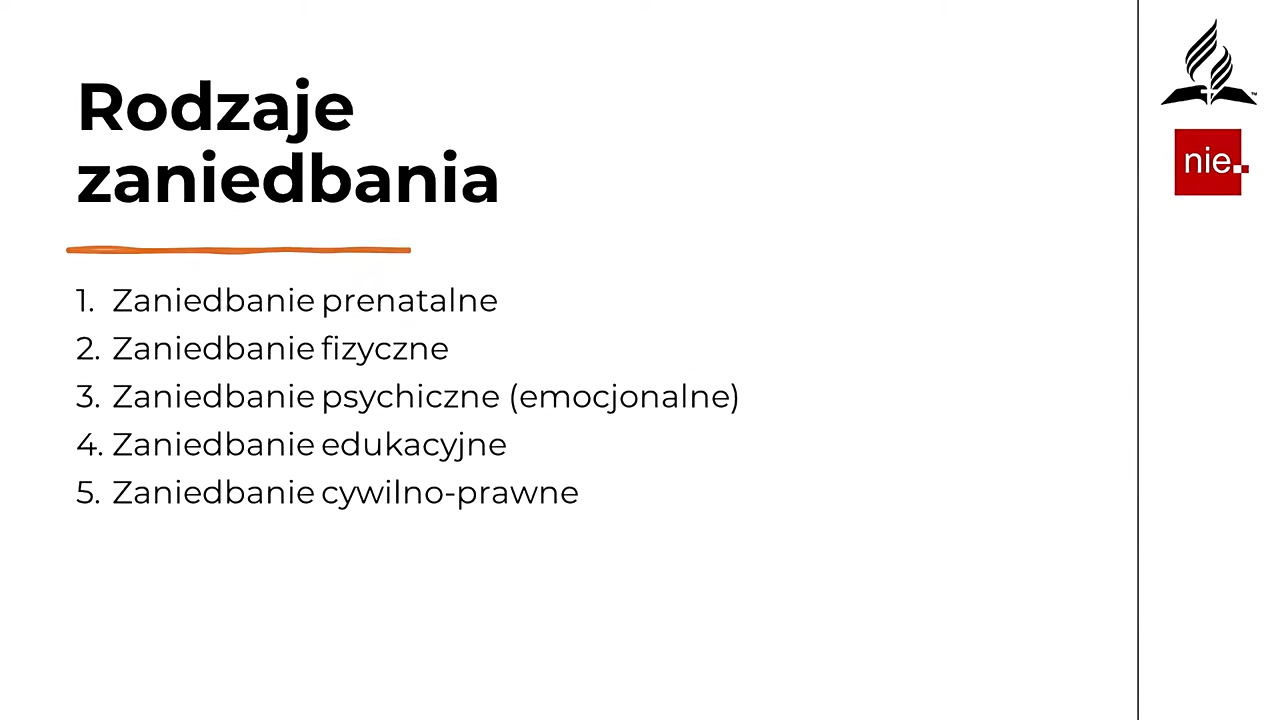 Rodzaje
zaniedbania
1. Zaniedbanie prenatalne
2. Zaniedbanie fizyczne
3. Zaniedbanie psychiczne (emocjonalne)
4. Zaniedbanie edukacyjne
5. Zaniedbanie cywilno-prawne
TM
nie.